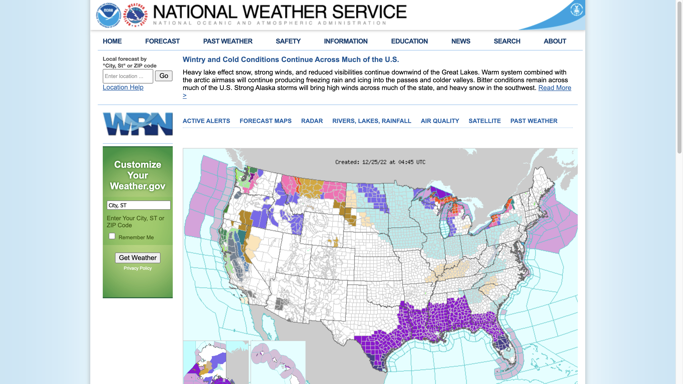 NATIONAL WEATHER SERVICE
NATIONAL OCEANIC AND ATMOSPHERIC ADMINISTRATION
HOME FORECAST PAST WEATHER SAFETY INFORMATION EDUCATION NEWS SEARCH ABOUT
Local forecast by
"City, St" or ZIP code
Enter location ...
Go
Location Help
Wintry and Cold Conditions Continue Across Much of the U.S.
Heavy lake effect snow, strong winds, and reduced visibilities continue downwind of the Great Lakes. Warm system combined with
the arctic airmass will continue producing freezing rain and icing into the passes and colder valleys. Bitter conditions remain across
much of the U.S. Strong Alaska storms will bring high winds across much of the state, and heavy snow in the southwest. Read More
>
WRN
ACTIVE ALERTS FORECAST MAPS RADAR RIVERS, LAKES, RAINFALL AIR QUALITY SATELLITE PAST WEATHER
Customize
Your
Weather.gov
City, ST
Enter Your City, ST or
ZIP Code
Remember Me
Get Weather
Privacy Policy
Created: 12/25/22 at 04:45 UTC